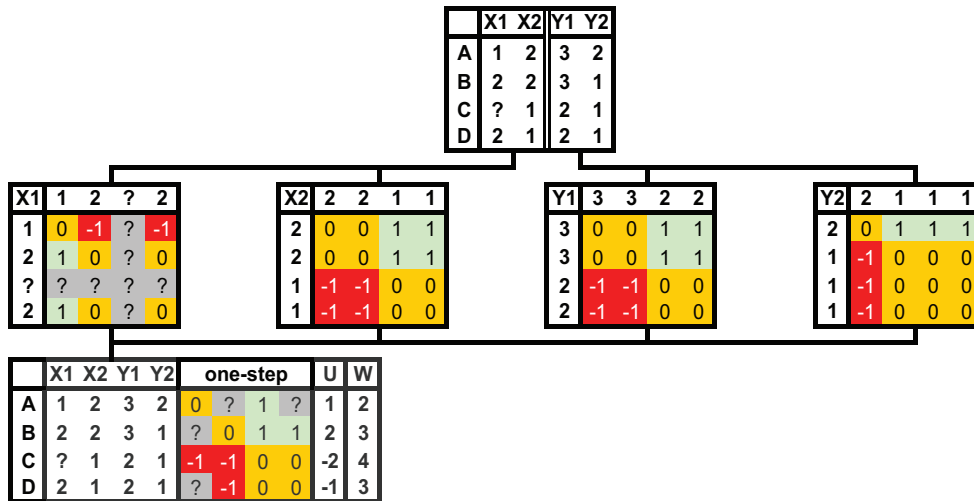 X1 X2 Y1 Y2
A 1 2 3 2
B 2 2 3 1
C ? 1 2 1
D 2 1 2 1
X1 1 2 ? 2 X2 2 2 1 1 Y1 3 3 2 2 Y2 2 1 1 1
1 0 -1 ? -1 2 0 0 1 1 3 0 0 1 1 2 0 1 1 1
2 1 0 ? 0 2 0 0 1 1 3 0 0 1 1 1 -1 0 0 0
? ? ? ? ? 1 -1 -1 0 0 2 -1 -1 0 0 1 -1 0 0 0
2 1 0 ? 0 1 -1 -1 0 0 2 -1 -1 0 0 1 -1 0 0 0
X1 X2 Y1 Y2 one-step U W
A 1 2 3 2 0 ? 1 ? 1 2
B 2 2 3 1 ? 0 1 1 2 3
C ? 1 2 1 -1 -1 0 0 -2 4
D 2 1 2 1 ? -1 0 0 -1 3